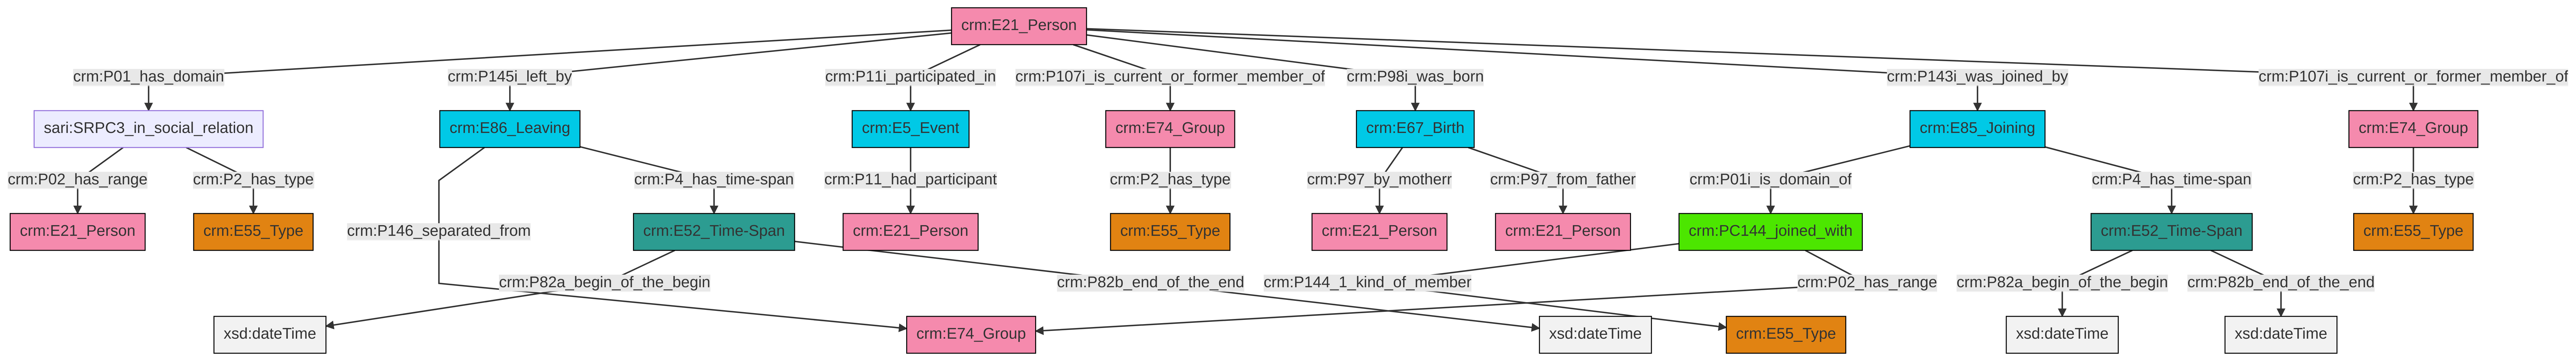 crm:E21_Person
crm:P01_has_domain
crm:P145i_left_by
crm:P11i_participated_in
crm:P107i_is_current_or_former_member_of
crm:P98i_was_born
crm:P143i_was_joined_by
crm:P107i_is_current_or_former_member_of
sari:SRPC3_in_social_relation
crm:E86_Leaving
crm:E5_Event
crm:E74_Group
crm:E67_Birth
crm:E85_Joining
crm:E74_Group
crm:P02_has_range
crm:P2_has_type
crm:P4_has_time-span
crm:P11_had_participant
crm:P2_has_type
crm:P97_by_motherr
crm:P97_from_father
crm:P01i_is_domain_of
crm:P4_has_time-span
crm:P2_has_type
crm:E21_Person
crm:E55_Type
crm:P146_separated_from
crm:E52_Time-Span
crm:E21_Person
crm:E55_Type
crm:E21_Person
crm:E21_Person
crm:PC144_joined_with
crm:E52_Time-Span
crm:E55_Type
crm:P82a_begin_of_the_begin
crm:P82b_end_of_the_end
crm:P144_1_kind_of_member
crm:P02_has_range
crm:P82a_begin_of_the_begin
crm:P82b_end_of_the_end
xsd:dateTime
crm:E74_Group
xsd:dateTime
crm:E55_Type
xsd:dateTime
xsd:dateTime